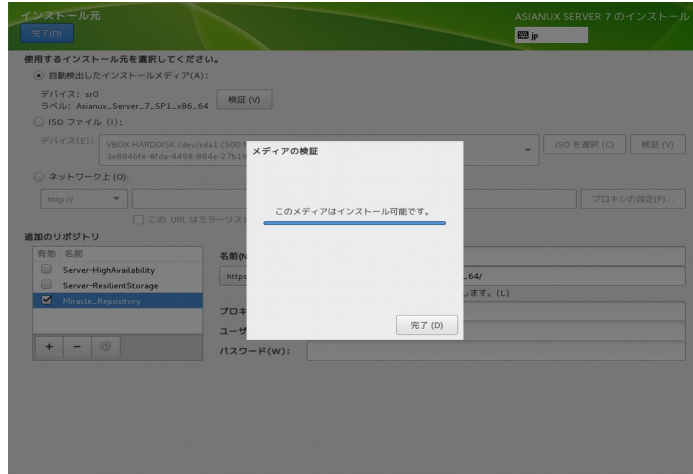 インストール元
ASIANUX SERVER 7 のインストール
完了(D)
jp
使用するインストール元を選択してください。
自動検出したインストールメディア(A):
デバイス: sr0
ラベル: Asianux_Server_7_SP1_x86_64
検証 (V)
ISO ファイル (I):
デバイス(E):
VBOX HARDDISK /dev/sda1 (500 M
3e8946fe-8fda-4498-884e-27b19
ISO を選択 (C)
検証 (V)
メディアの検証
ネットワーク上 (O):
http://
プロキシの設定(P)...
このメディアはインストール可能です。
この URL はミラーリスト
追加のリポジトリ
有効 名前
Server-HighAvailability
Server-ResilientStorage
Miracle_Repository
名前(N
https
_64/
します。(L)
プロキ
ユーザ
パスワード(W):
完了 (D)